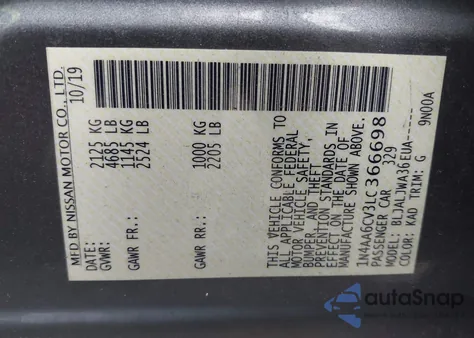 MFD BY NISSAN MOTOR CO., LTD.
10/19
GVWR: 2125 KG
4685 LB
GAWR FR: 1145 KG
2524 LB
GAWR RR: 1000 KG
2205 LB
THIS VEHICLE CONFORMS TO
ALL APPLICABLE FEDERAL
MOTOR VEHICLE SAFETY,
BUMPER, AND THEFT
PREVENTION STANDARDS IN
EFFECT ON THE DATE OF
MANUFACTURE SHOWN ABOVE.
1N4AA6CV3LC366698
PASSENGER CAR 329
MODEL: BLJALJWA36EUA-----
COLOR: KAD TRIM: G 9N00A
autoSnap